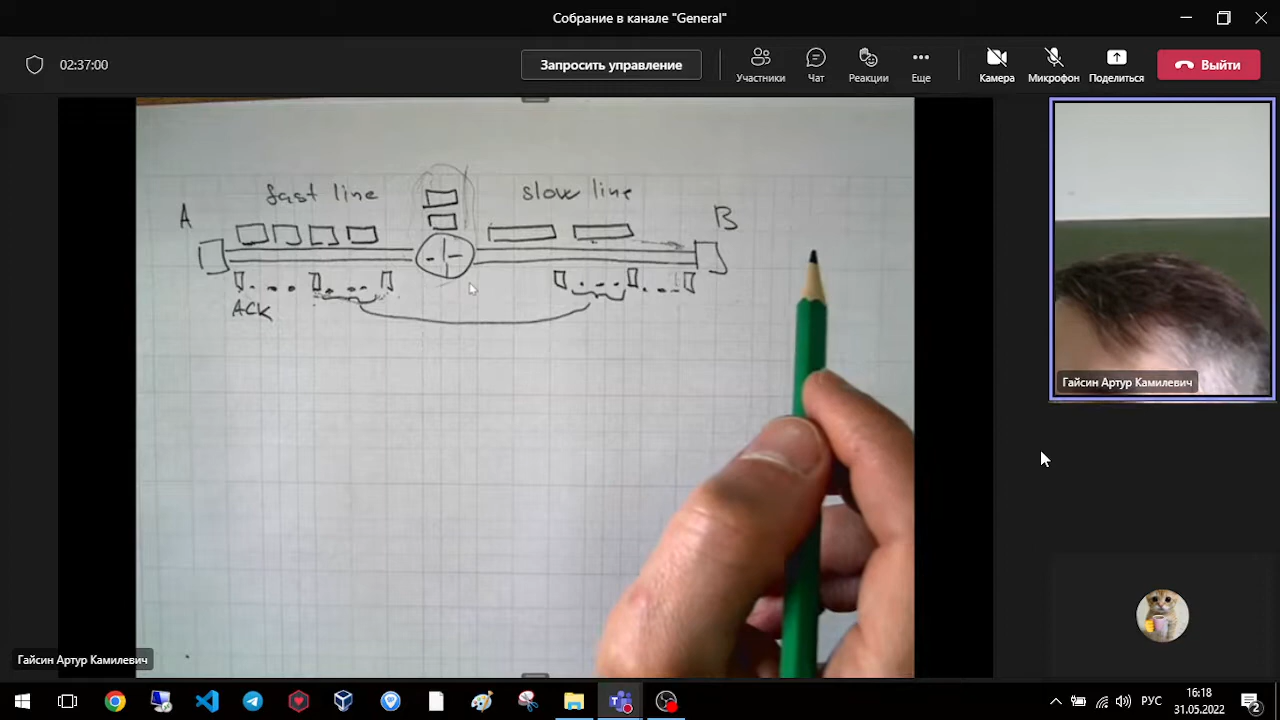 Собрание в канале "General"
02:37:00
Запросить управление
Участники
Чат
Реакции
Еще
Камера
Микрофон
Поделиться
Выйти
fast line
slow line
A
B
ACK
Гайсин Артур Камилевич
Гайсин Артур Камилевич
РУС
16:18
31.05.2022
2